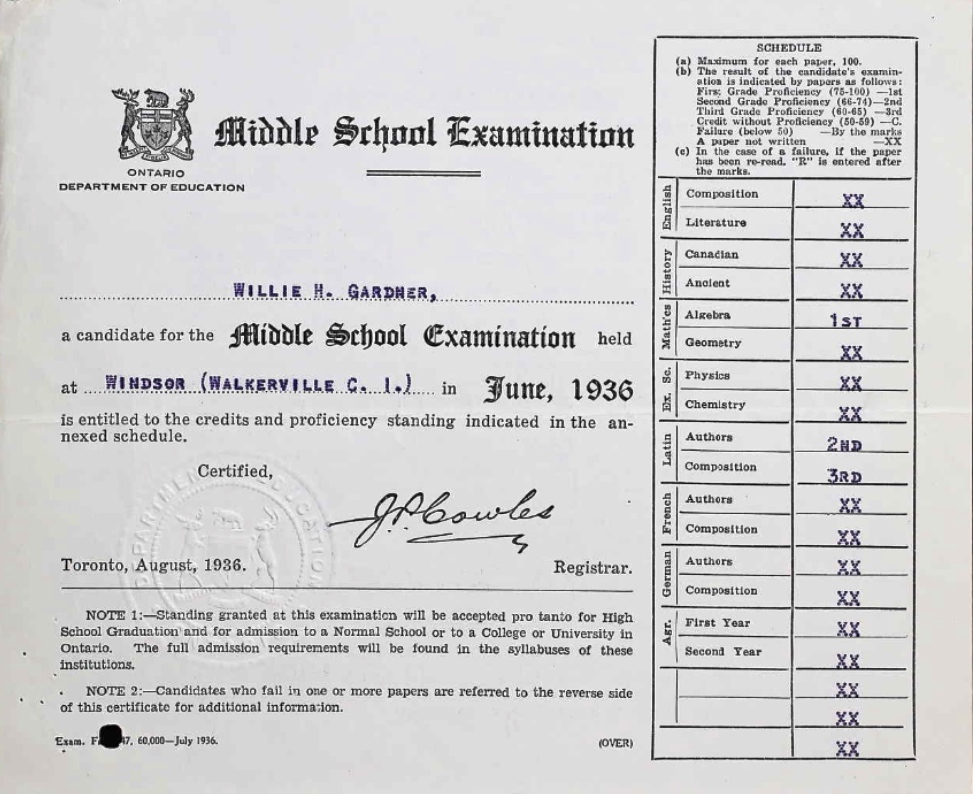 ONTARIO
DEPARTMENT OF EDUCATION
Middle School Examination
WILLIE H. GARDNER,
a candidate for the Middle School Examination held
at WINDSOR (WALKERVILLE C. I.) in June, 1936
is entitled to the credits and proficiency standing indicated in the an-
nexed schedule.
Certified,
J.P. Cowles
Toronto, August, 1936. Registrar.
NOTE 1:—Standing granted at this examination will be accepted pro tanto for High
School Graduation and for admission to a Normal School or to a College or University in
Ontario. The full admission requirements will be found in the syllabuses of these
institutions.
NOTE 2:—Candidates who fail in one or more papers are referred to the reverse side
of this certificate for additional information.
Exam. 47, 60,000—July 1936. (OVER)
SCHEDULE
(a) Maximum for each paper, 100.
(b) The result of the candidate's examin-
ation is indicated by papers as follows:
First Grade Proficiency (75-100) —1st
Second Grade Proficiency (66-74)—2nd
Third Grade Proficiency (60-65) —3rd
Credit without Proficiency (50-59) —C.
Failure (below 50) —By the marks
A paper not written —XX
(c) In the case of a failure, if the paper
has been re-read. "R" is entered after
the marks.
English
Composition XX
Literature XX
History
Canadian XX
Ancient XX
Math'cs
Algebra 1ST
Geometry XX
Ex. Sc.
Physics XX
Chemistry XX
Latin
Authors 2ND
Composition 3RD
French
Authors XX
Composition XX
German
Authors XX
Composition XX
Agr.
First Year XX
Second Year XX
XX
XX
XX